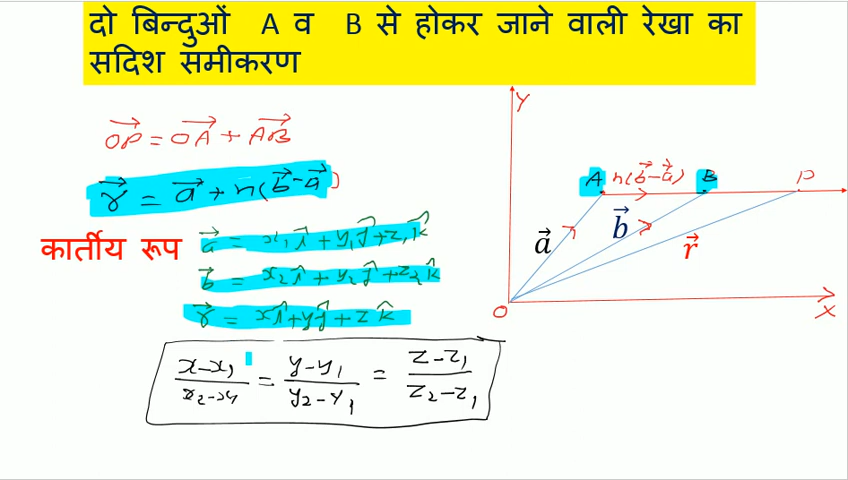 दो बिन्दुओं A व B से होकर जाने वाली रेखा का
सदिश समीकरण
→OP = →OA + →AB
→r = →a + n(→b - →a)
कार्तीय रूप
→a = x₁î + y₁ĵ + z₁k̂
→b = x₂î + y₂ĵ + z₂k̂
→r = xî + yĵ + zk̂
(x - x₁)/(x₂ - x₁) = (y - y₁)/(y₂ - y₁) = (z - z₁)/(z₂ - z₁)
Y
A n(→b - →a) B P
→a →b →r
O X